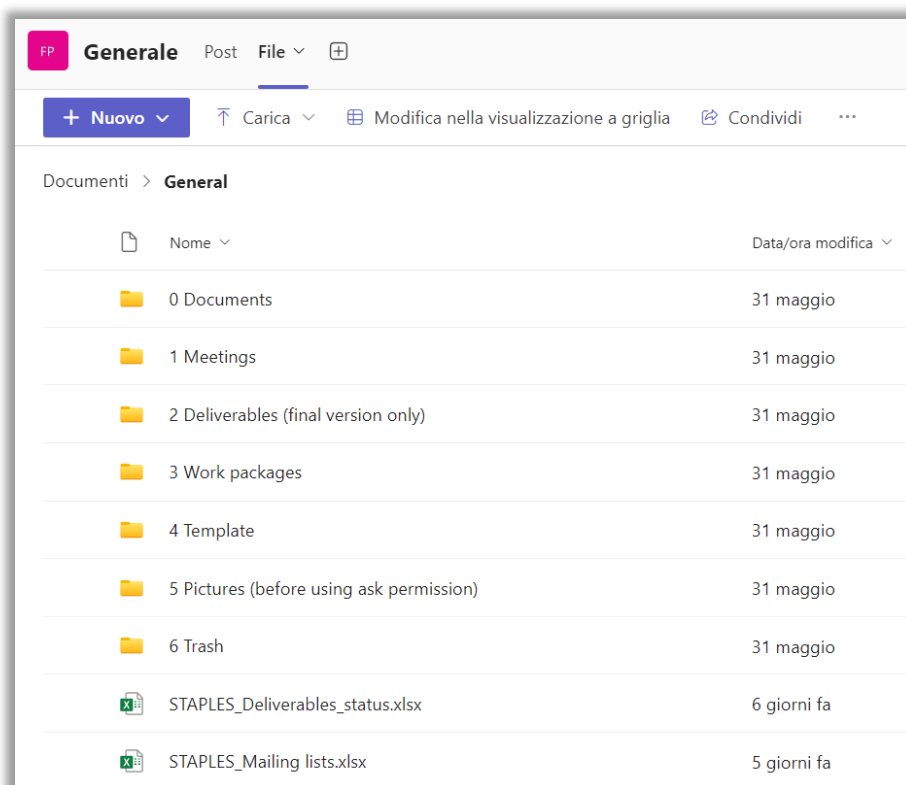 FP Generale Post File
Nuovo Carica Modifica nella visualizzazione a griglia Condividi ...
Documenti > General
Nome Data/ora modifica
0 Documents 31 maggio
1 Meetings 31 maggio
2 Deliverables (final version only) 31 maggio
3 Work packages 31 maggio
4 Template 31 maggio
5 Pictures (before using ask permission) 31 maggio
6 Trash 31 maggio
STAPLES_Deliverables_status.xlsx 6 giorni fa
STAPLES_Mailing lists.xlsx 5 giorni fa